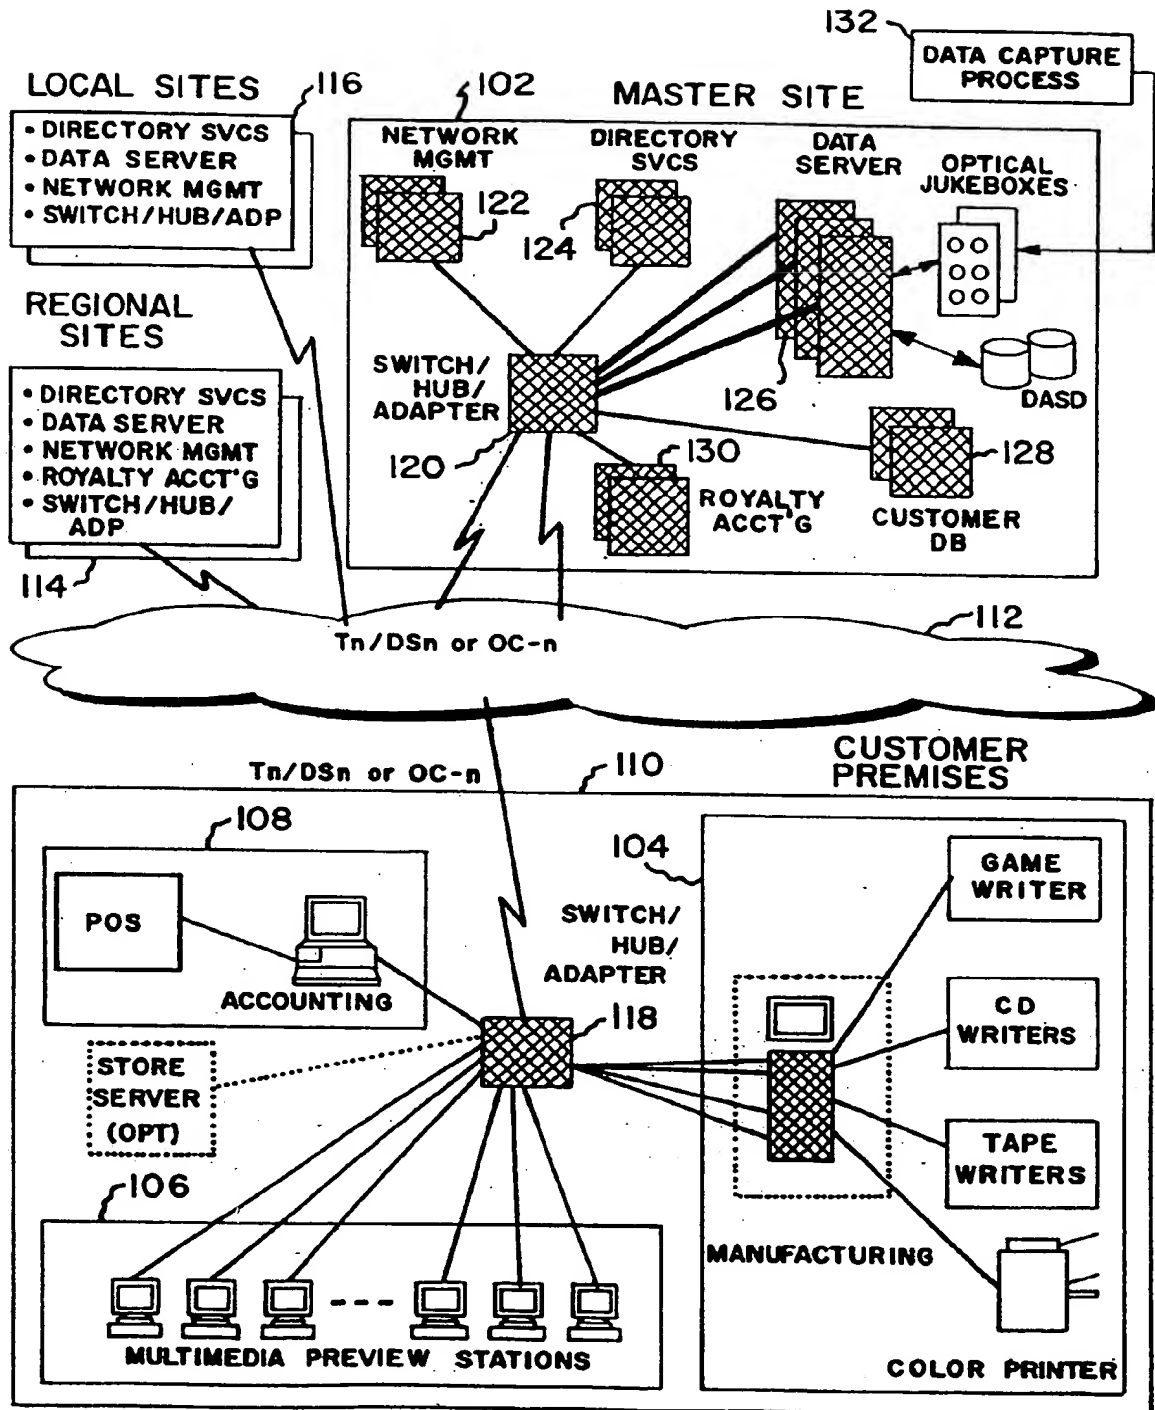 132
DATA CAPTURE
PROCESS
LOCAL SITES
116
• DIRECTORY SVCS
• DATA SERVER
• NETWORK MGMT
• SWITCH/HUB/ADP
REGIONAL
SITES
• DIRECTORY SVCS
• DATA SERVER
• NETWORK MGMT
• ROYALTY ACCT'G
• SWITCH/HUB/
ADP
114
102
MASTER SITE
NETWORK
MGMT
122
DIRECTORY
SVCS
124
DATA
SERVER
126
OPTICAL
JUKEBOXES
DASD
SWITCH/
HUB/
ADAPTER
120
130
ROYALTY
ACCT'G
128
CUSTOMER
DB
112
Tn/DSn or OC-n
Tn/DSn or OC-n
110
CUSTOMER
PREMISES
108
POS
ACCOUNTING
SWITCH/
HUB/
ADAPTER
118
STORE
SERVER
(OPT)
106
MULTIMEDIA PREVIEW STATIONS
104
GAME
WRITER
CD
WRITERS
TAPE
WRITERS
MANUFACTURING
COLOR PRINTER